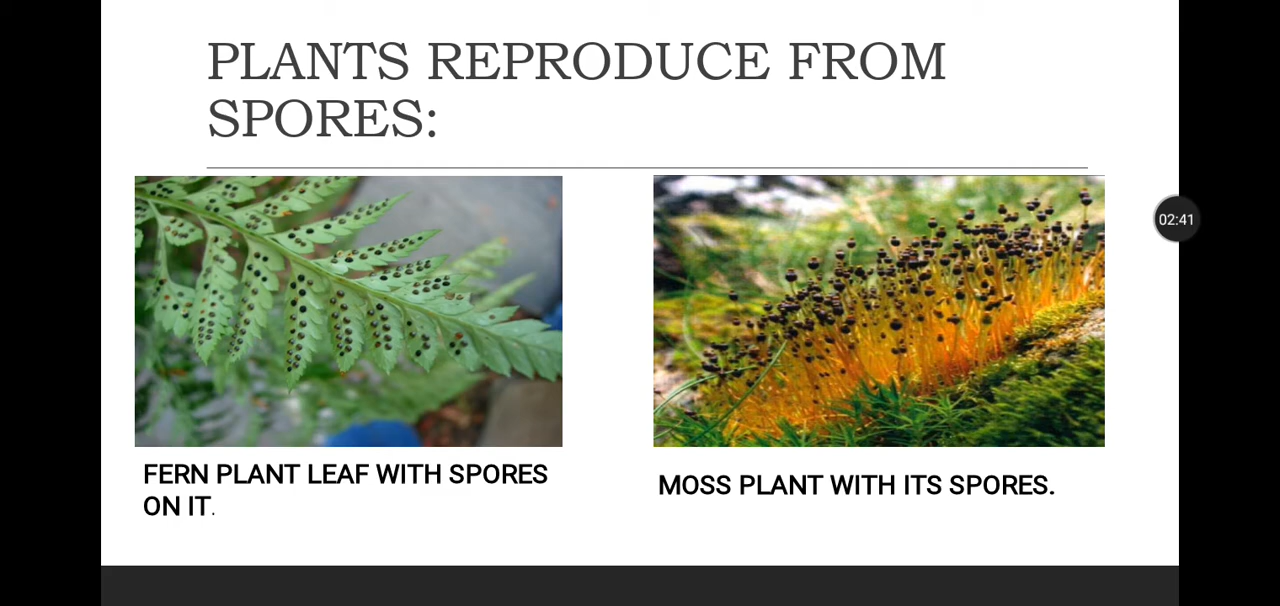 PLANTS REPRODUCE FROM
SPORES:
02:41
FERN PLANT LEAF WITH SPORES
ON IT.
MOSS PLANT WITH ITS SPORES.